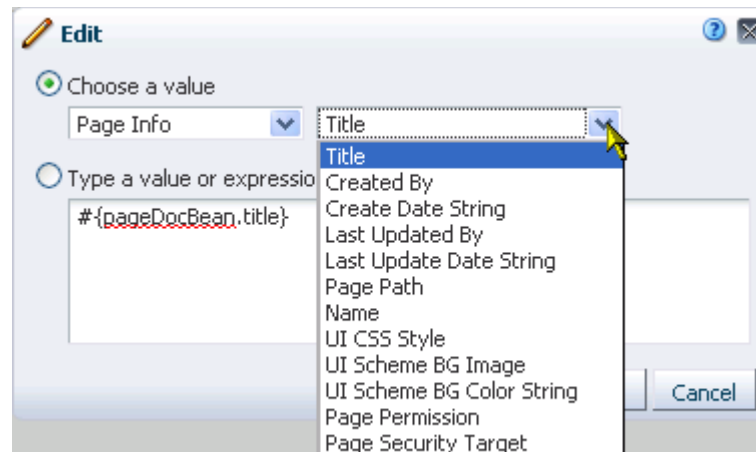 Edit
Choose a value
Page Info
Title
Title
Created By
Create Date String
Last Updated By
Last Update Date String
Page Path
Name
UI CSS Style
UI Scheme BG Image
UI Scheme BG Color String
Page Permission
Page Security Target
Type a value or expressio
#{pageDocBean.title}
Cancel